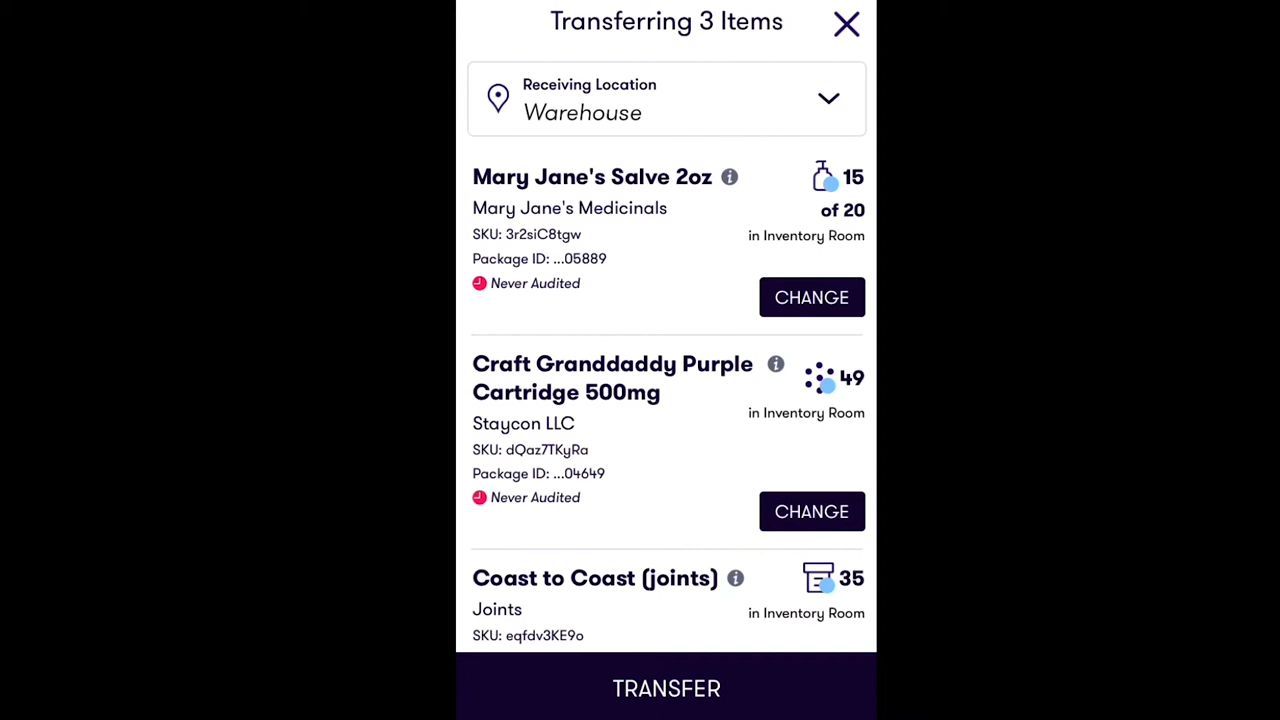 Transferring 3 Items
Receiving Location
Warehouse
Mary Jane's Salve 2oz
15
Mary Jane's Medicinals
of 20
SKU: 3r2siC8tgw
in Inventory Room
Package ID: ...05889
Never Audited
CHANGE
Craft Granddaddy Purple
Cartridge 500mg
49
Staycon LLC
in Inventory Room
SKU: dQaz7TKyRa
Package ID: ...04649
Never Audited
CHANGE
Coast to Coast (joints)
35
Joints
in Inventory Room
SKU: eqfdv3KE9o
TRANSFER